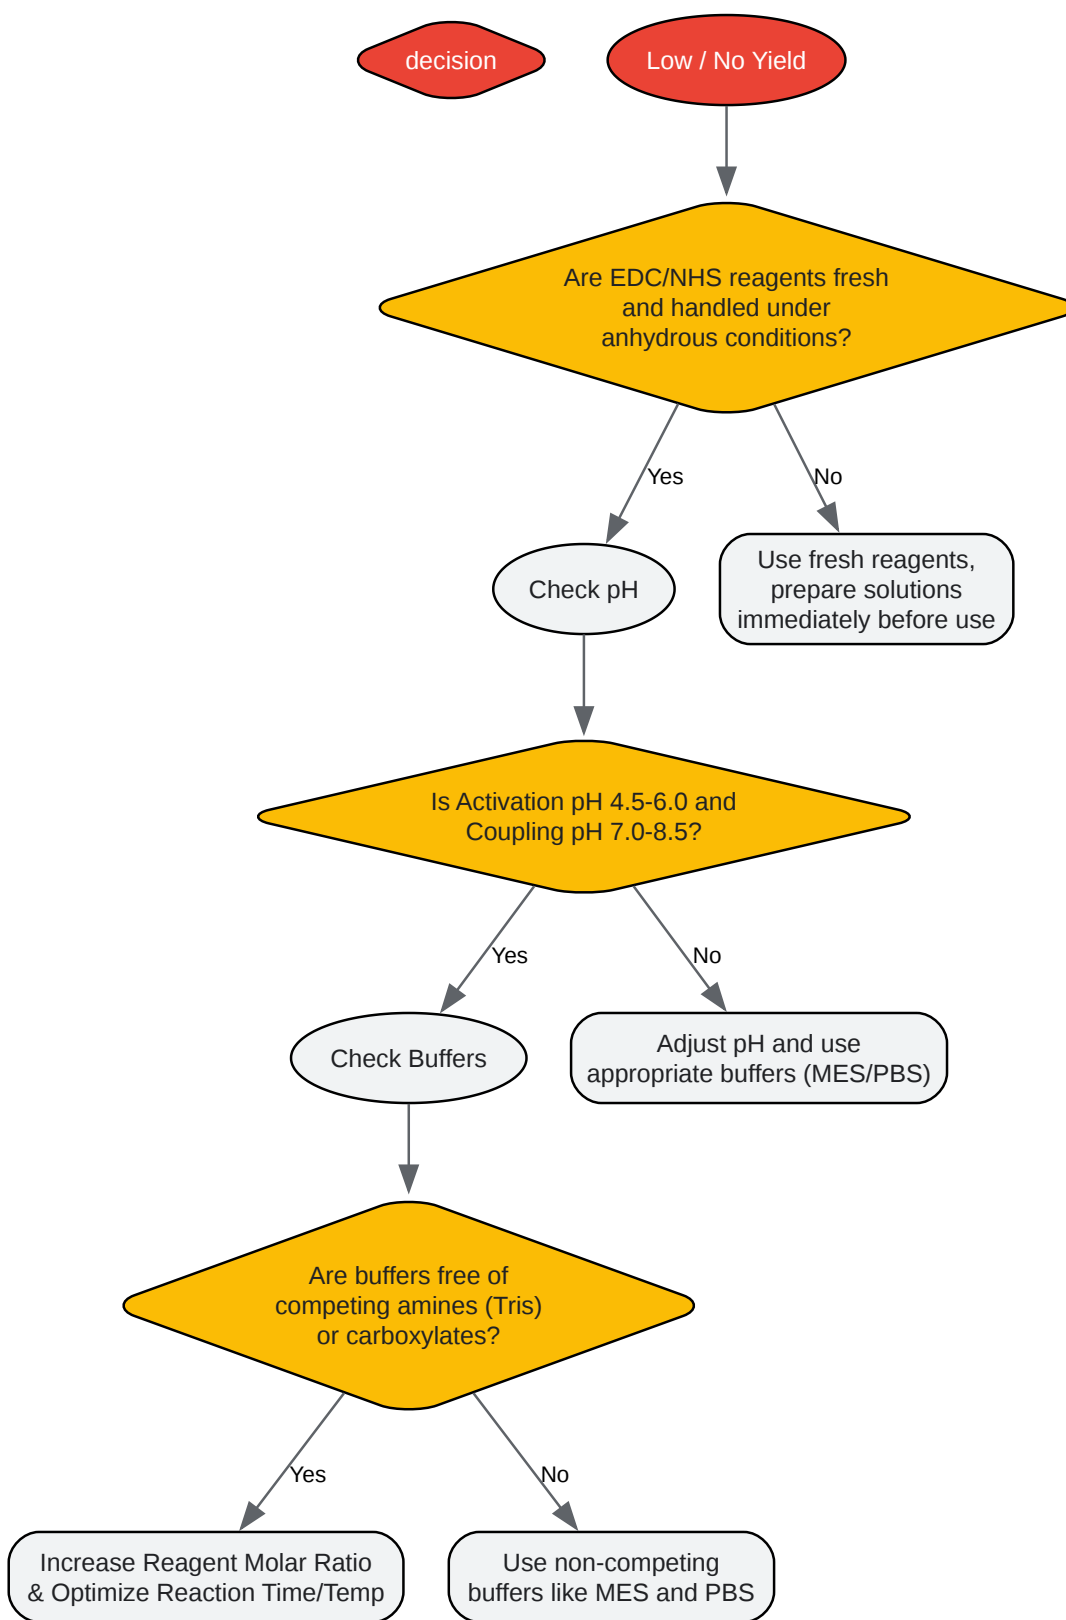 decision
Low / No Yield
Are EDC/NHS reagents fresh
and handled under
anhydrous conditions?
Yes
No
Check pH
Use fresh reagents,
prepare solutions
immediately before use
Is Activation pH 4.5-6.0 and
Coupling pH 7.0-8.5?
Yes
No
Check Buffers
Adjust pH and use
appropriate buffers (MES/PBS)
Are buffers free of
competing amines (Tris)
or carboxylates?
Yes
No
Increase Reagent Molar Ratio
& Optimize Reaction Time/Temp
Use non-competing
buffers like MES and PBS